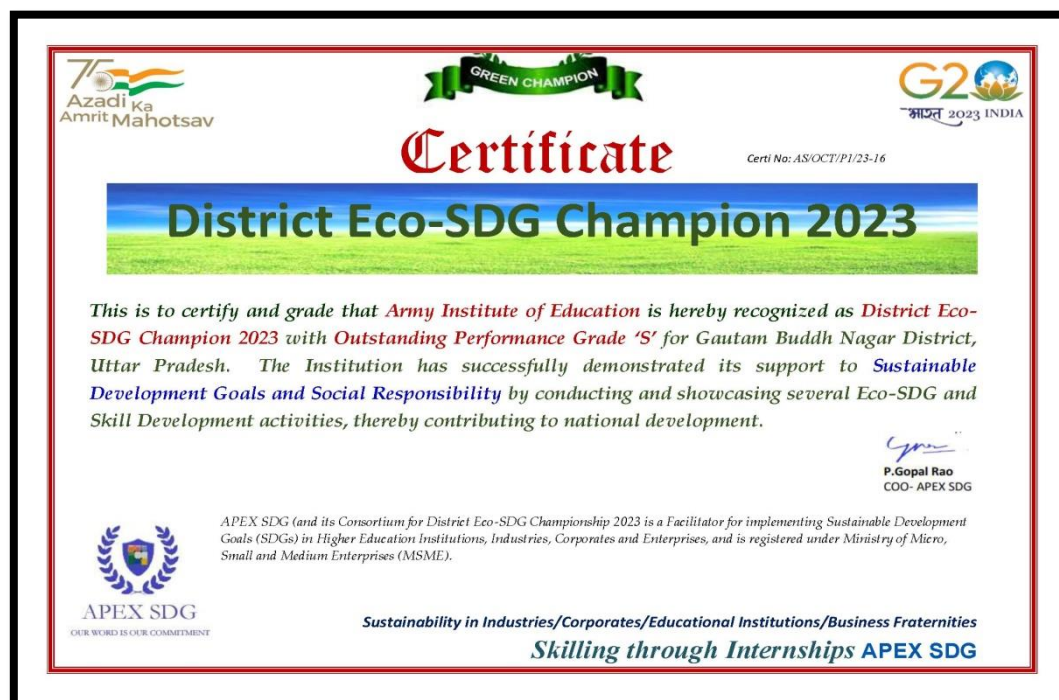 75
Azadi Ka
Amrit Mahotsav
GREEN CHAMPION
G20
भारत 2023 INDIA
Certificate
Certi No: AS/OCT/P1/23-16
District Eco-SDG Champion 2023
This is to certify and grade that Army Institute of Education is hereby recognized as District Eco-
SDG Champion 2023 with Outstanding Performance Grade ‘S’ for Gautam Buddh Nagar District,
Uttar Pradesh. The Institution has successfully demonstrated its support to Sustainable
Development Goals and Social Responsibility by conducting and showcasing several Eco-SDG and
Skill Development activities, thereby contributing to national development.
P.Gopal Rao
COO- APEX SDG
APEX SDG (and its Consortium for District Eco-SDG Championship 2023 is a Facilitator for implementing Sustainable Development
Goals (SDGs) in Higher Education Institutions, Industries, Corporates and Enterprises, and is registered under Ministry of Micro,
Small and Medium Enterprises (MSME).
APEX SDG
OUR WORD IS OUR COMMITMENT
Sustainability in Industries/Corporates/Educational Institutions/Business Fraternities
Skilling through Internships APEX SDG